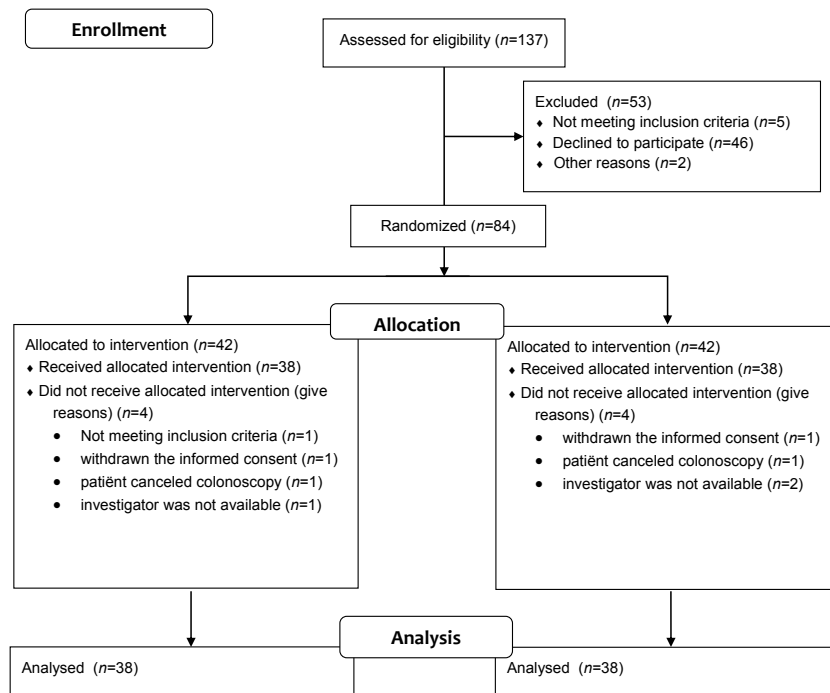 Enrollment
Assessed for eligibility (n=137)
Excluded (n=53)
♦ Not meeting inclusion criteria (n=5)
♦ Declined to participate (n=46)
♦ Other reasons (n=2)
Randomized (n=84)
Allocation
Allocated to intervention (n=42)
♦ Received allocated intervention (n=38)
♦ Did not receive allocated intervention (give
reasons) (n=4)
● Not meeting inclusion criteria (n=1)
● withdrawn the informed consent (n=1)
● patiënt canceled colonoscopy (n=1)
● investigator was not available (n=1)
Allocated to intervention (n=42)
♦ Received allocated intervention (n=38)
♦ Did not receive allocated intervention (give
reasons) (n=4)
● withdrawn the informed consent (n=1)
● patiënt canceled colonoscopy (n=1)
● investigator was not available (n=2)
Analysis
Analysed (n=38)
Analysed (n=38)